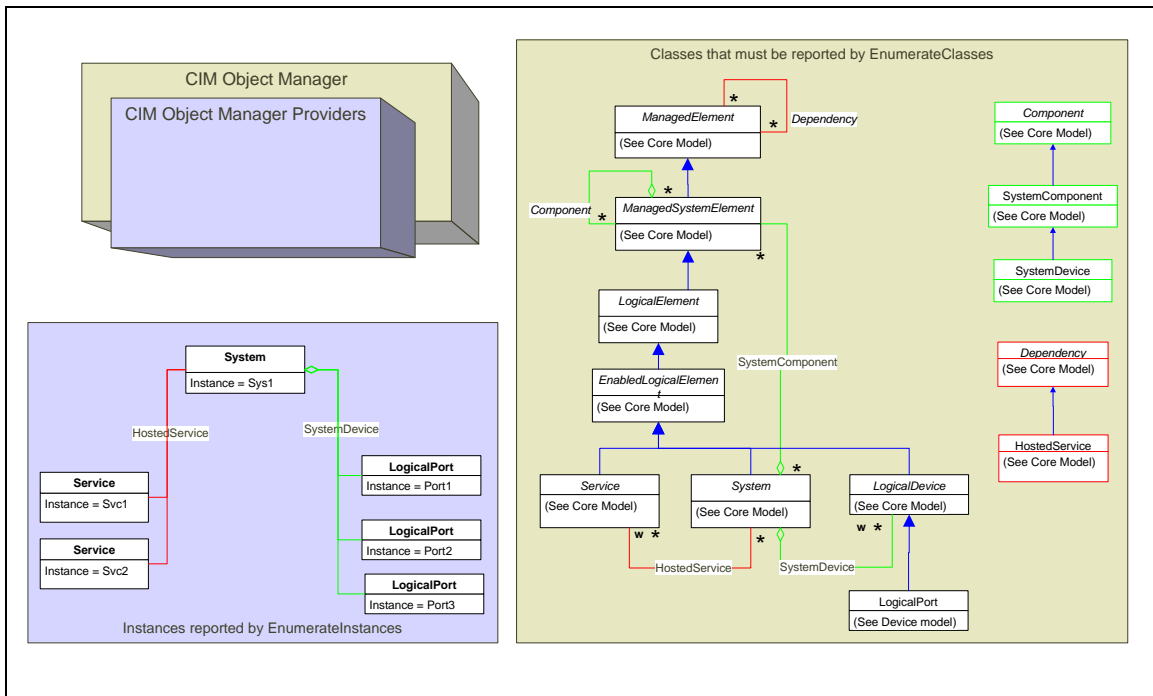 CIM Object Manager
CIM Object Manager Providers
System
Instance = Sys1
HostedService
SystemDevice
Service
Instance = Svc1
Service
Instance = Svc2
LogicalPort
Instance = Port1
LogicalPort
Instance = Port2
LogicalPort
Instance = Port3
Instances reported by EnumerateInstances
Classes that must be reported by EnumerateClasses
*
ManagedElement
(See Core Model)
*
Dependency
*
Component
*
ManagedSystemElement
(See Core Model)
*
LogicalElement
(See Core Model)
SystemComponent
EnabledLogicalElemen
t
(See Core Model)
*
Service
(See Core Model)
System
(See Core Model)
LogicalDevice
(See Core Model)
w *
*
w *
HostedService
SystemDevice
LogicalPort
(See Device model)
Component
(See Core Model)
SystemComponent
(See Core Model)
SystemDevice
(See Core Model)
Dependency
(See Core Model)
HostedService
(See Core Model)